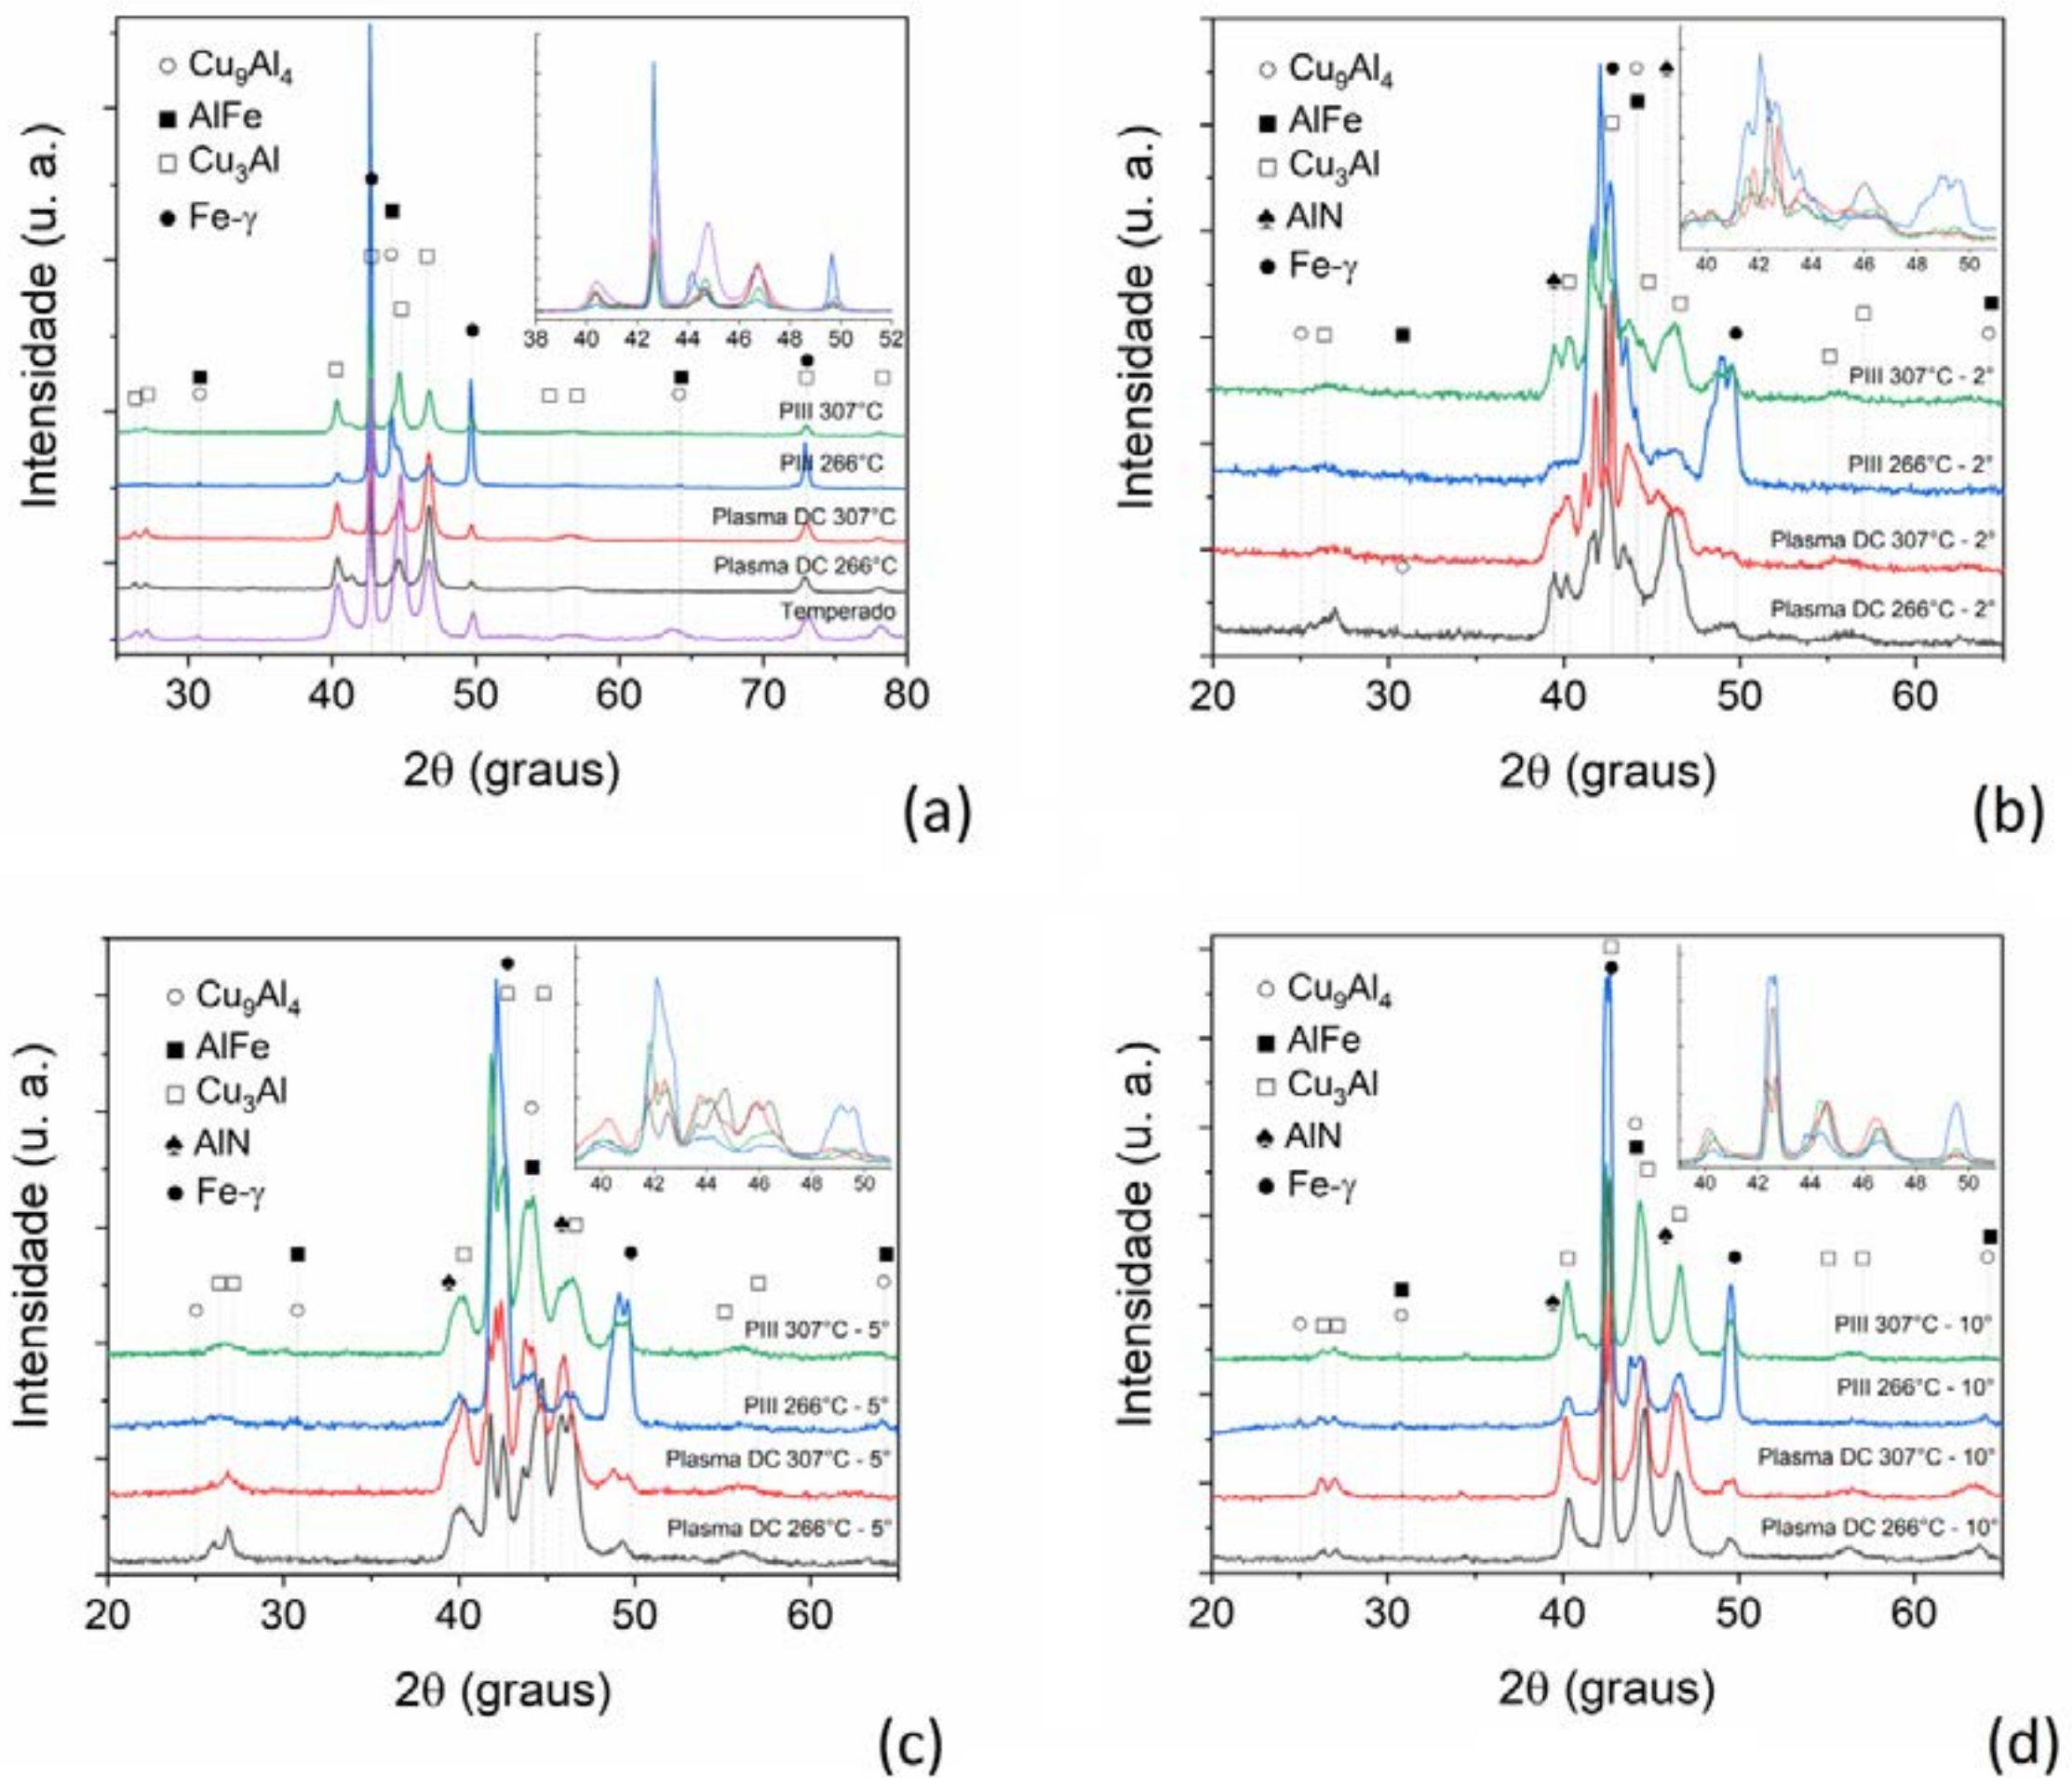 Intensidade (u. a.)
Cu₉Al₄
AlFe
Cu₃Al
Fe-γ
38 40 42 44 46 48 50 52
PIII 307°C
PIII 266°C
Plasma DC 307°C
Plasma DC 266°C
Temperado
30 40 50 60 70 80
2θ (graus)
(a)
Intensidade (u. a.)
Cu₉Al₄
AlFe
Cu₃Al
AlN
Fe-γ
40 42 44 46 48 50
PIII 307°C - 2°
PIII 266°C - 2°
Plasma DC 307°C - 2°
Plasma DC 266°C - 2°
20 30 40 50 60
2θ (graus)
(b)
Intensidade (u. a.)
Cu₉Al₄
AlFe
Cu₃Al
AlN
Fe-γ
40 42 44 46 48 50
PIII 307°C - 5°
PIII 266°C - 5°
Plasma DC 307°C - 5°
Plasma DC 266°C - 5°
20 30 40 50 60
2θ (graus)
(c)
Intensidade (u. a.)
Cu₉Al₄
AlFe
Cu₃Al
AlN
Fe-γ
40 42 44 46 48 50
PIII 307°C - 10°
PIII 266°C - 10°
Plasma DC 307°C - 10°
Plasma DC 266°C - 10°
20 30 40 50 60
2θ (graus)
(d)